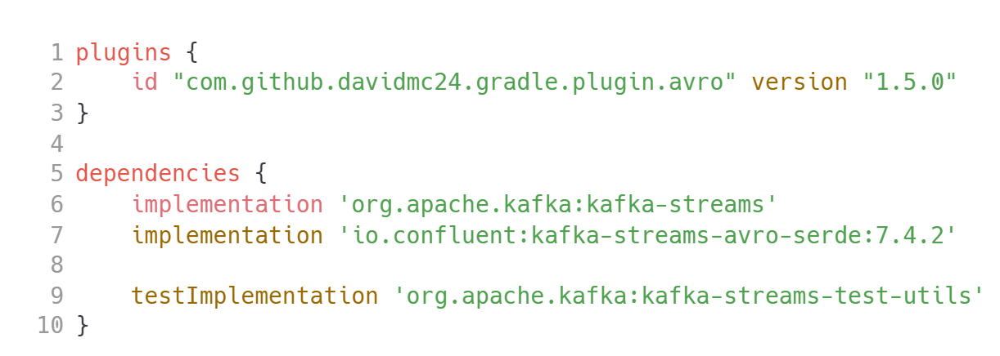 1 plugins {
2     id "com.github.davidmc24.gradle.plugin.avro" version "1.5.0"
3 }
4
5 dependencies {
6     implementation 'org.apache.kafka:kafka-streams'
7     implementation 'io.confluent:kafka-streams-avro-serde:7.4.2'
8
9     testImplementation 'org.apache.kafka:kafka-streams-test-utils'
10 }